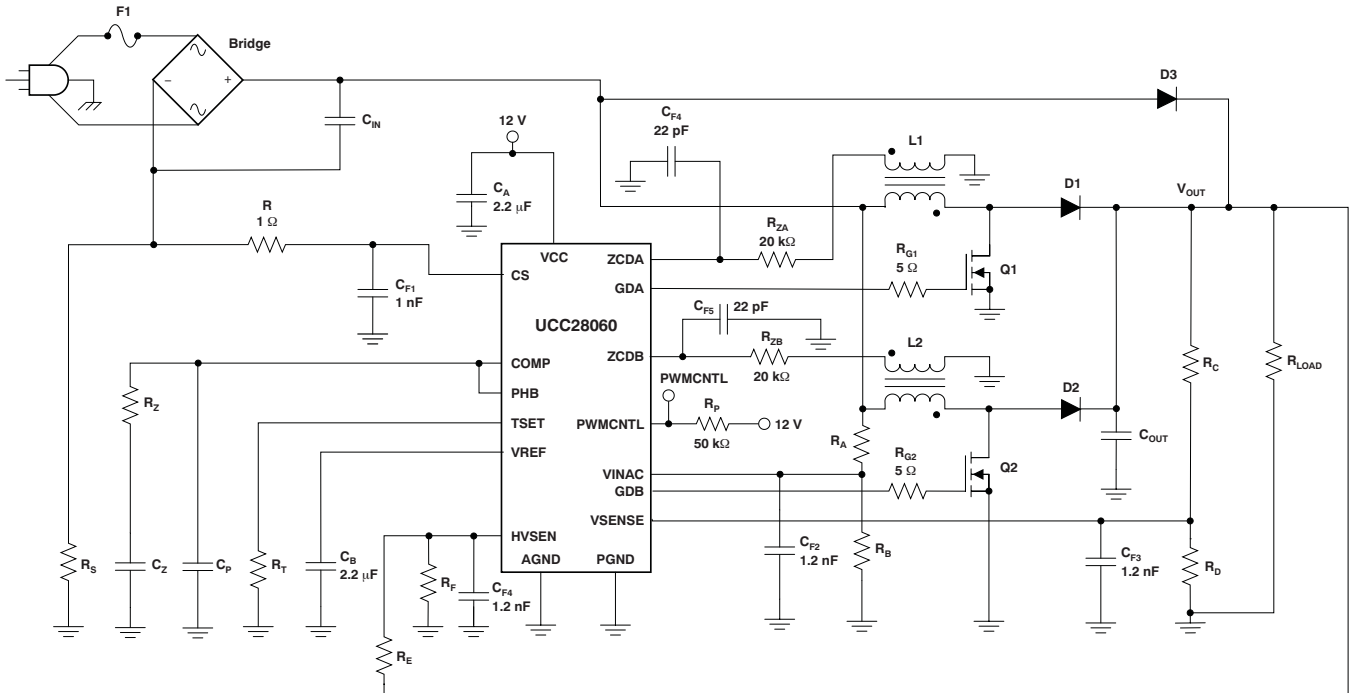 F1
Bridge
–
+
C_IN
D3
C_F4
22 pF
12 V
L1
C_A
2.2 μF
D1
V_OUT
R
1 Ω
R_ZA
20 kΩ
VCC
ZCDA
CS
R_G1
5 Ω
Q1
GDA
C_F1
1 nF
C_F5
22 pF
UCC28060
L2
ZCDB
R_ZB
20 kΩ
COMP
PWMCNTL
R_C
R_LOAD
PHB
D2
R_Z
R_P
TSET
PWMCNTL
12 V
50 kΩ
R_A
C_OUT
VREF
R_G2
5 Ω
Q2
VINAC
GDB
VSENSE
HVSEN
C_F2
1.2 nF
R_B
C_F3
1.2 nF
R_D
R_S
C_Z
C_P
R_T
C_B
2.2 μF
R_F
C_F4
1.2 nF
AGND
PGND
R_E